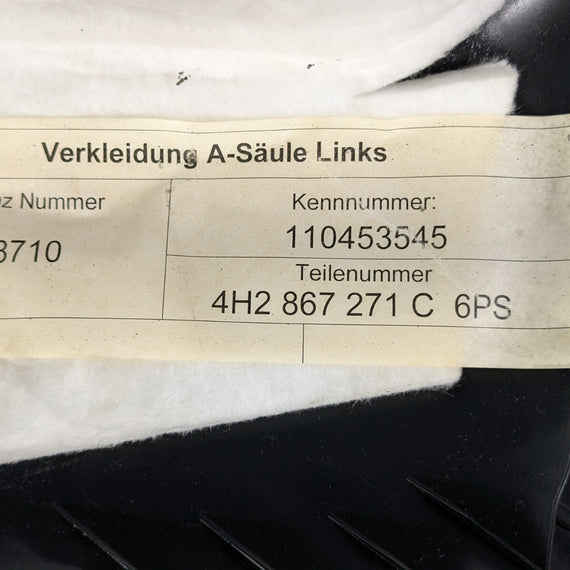 Verkleidung A-Säule Links
Nummer
Kennnummer:
3710
110453545
Teilenummer
4H2 867 271 C 6PS